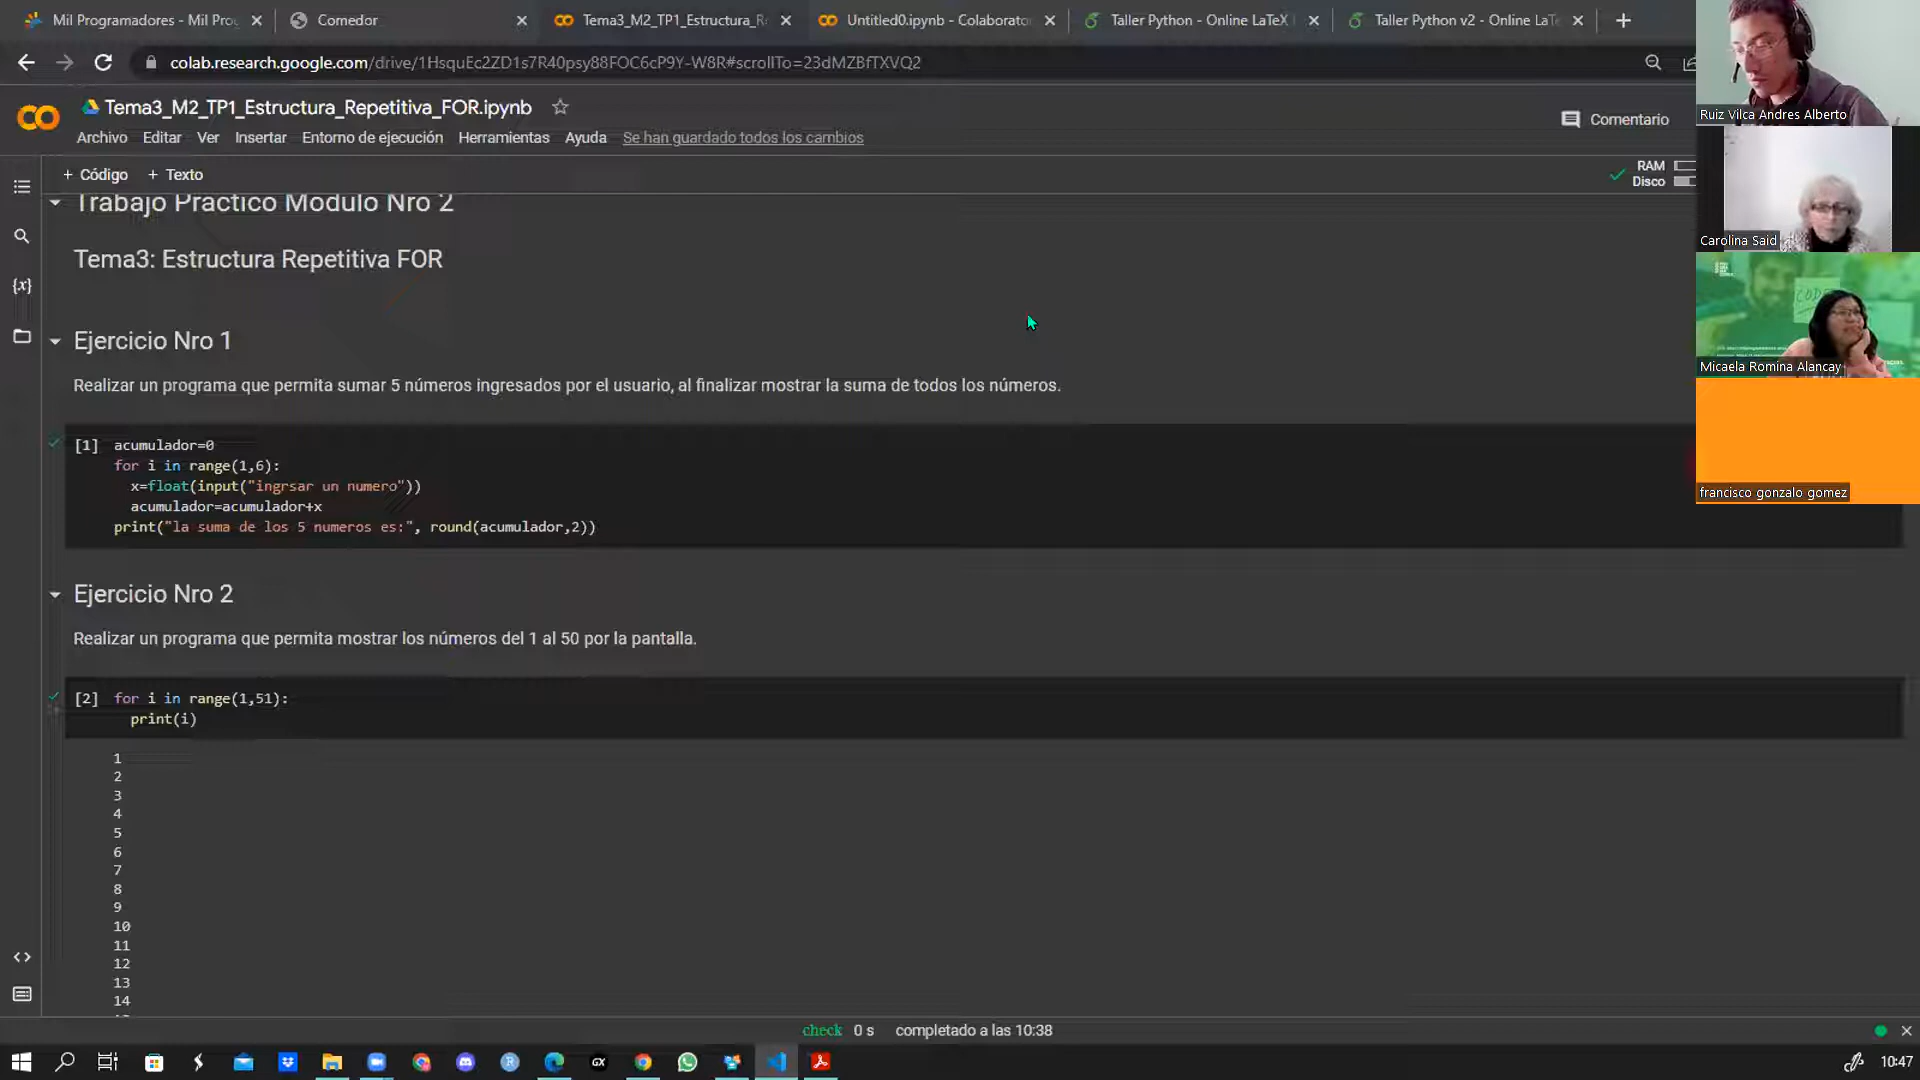 Mil Programadores - Mil Prog
Comedor
Tema3_M2_TP1_Estructura_R
Untitled0.ipynb - Colaborator
Taller Python - Online LaTeX
Taller Python v2 - Online LaTe
colab.research.google.com/drive/1HsquEc2ZD1s7R40psy88FOC6cP9Y-W8R#scrollTo=23dMZBfTXVQ2
Tema3_M2_TP1_Estructura_Repetitiva_FOR.ipynb
Archivo Editar Ver Insertar Entorno de ejecución Herramientas Ayuda Se han guardado todos los cambios
Comentario
+ Código + Texto
RAM
Disco
Trabajo Practico Modulo Nro 2
Tema3: Estructura Repetitiva FOR
Ejercicio Nro 1
Realizar un programa que permita sumar 5 números ingresados por el usuario, al finalizar mostrar la suma de todos los números.
[1] acumulador=0
for i in range(1,6):
x=float(input("ingrsar un numero"))
acumulador=acumulador+x
print("la suma de los 5 numeros es:", round(acumulador,2))
Ejercicio Nro 2
Realizar un programa que permita mostrar los números del 1 al 50 por la pantalla.
[2] for i in range(1,51):
print(i)
1
2
3
4
5
6
7
8
9
10
11
12
13
14
check 0 s completado a las 10:38
Ruiz Vilca Andres Alberto
Carolina Said
CODE
Micaela Romina Alancay
francisco gonzalo gomez
GX
10:47